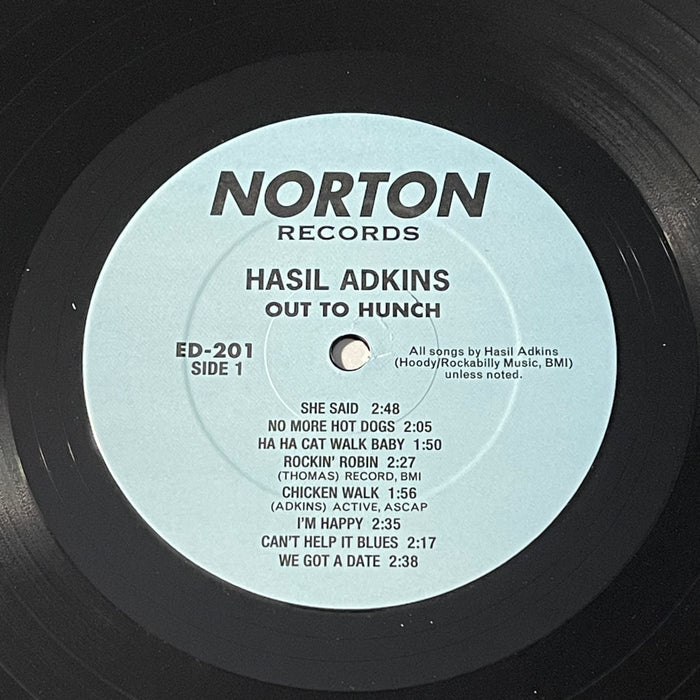 NORTON
RECORDS
HASIL ADKINS
OUT TO HUNCH
ED-201
SIDE 1
All songs by Hasil Adkins
(Hoody/Rockabilly Music, BMI)
unless noted.
SHE SAID 2:48
NO MORE HOT DOGS 2:05
HA HA CAT WALK BABY 1:50
ROCKIN' ROBIN 2:27
(THOMAS) RECORD, BMI
CHICKEN WALK 1:56
(ADKINS) ACTIVE, ASCAP
I'M HAPPY 2:35
CAN'T HELP IT BLUES 2:17
WE GOT A DATE 2:38